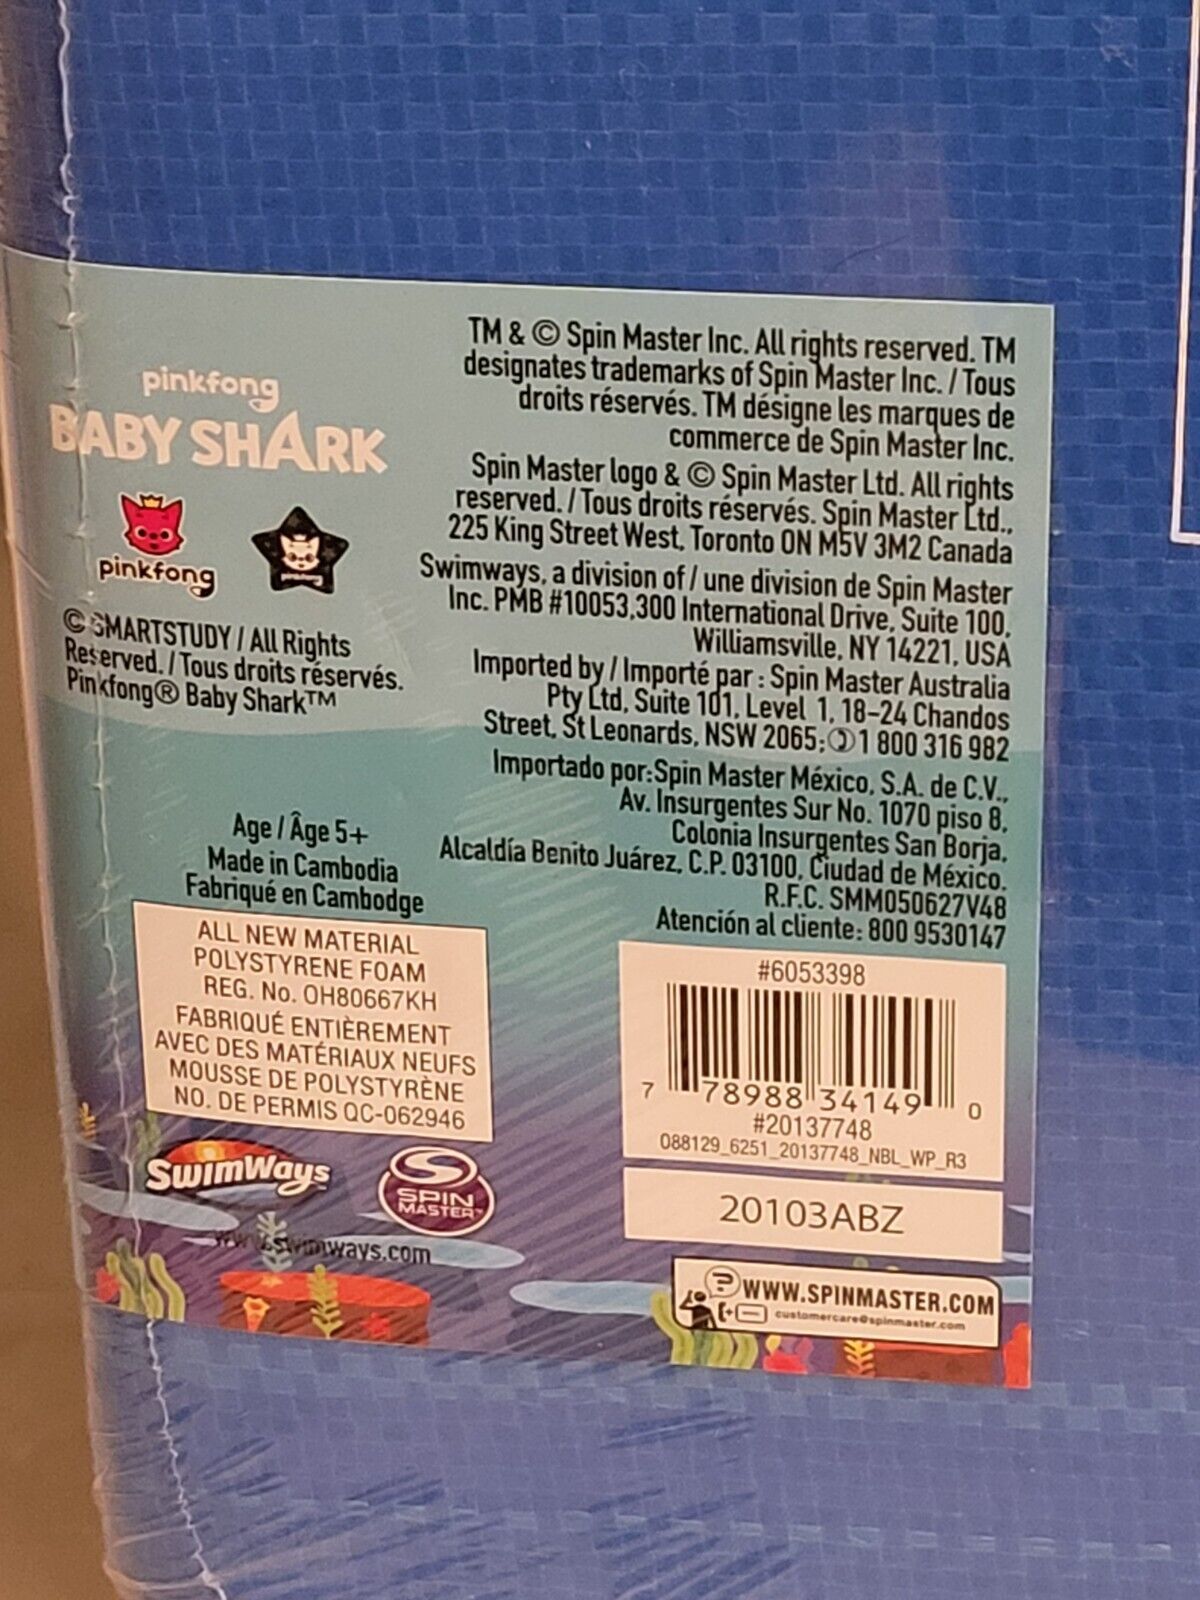 pinkfong
BABY SHARK
pinkfong
© SMARTSTUDY / All Rights
Reserved. / Tous droits réservés.
Pinkfong® Baby Shark™
Age / Âge 5+
Made in Cambodia
Fabriqué en Cambodge
ALL NEW MATERIAL
POLYSTYRENE FOAM
REG. No. OH80667KH
FABRIQUÉ ENTIÈREMENT
AVEC DES MATÉRIAUX NEUFS
MOUSSE DE POLYSTYRÈNE
NO. DE PERMIS QC-062946
SwimWays
SPIN
MASTER™
www.swimways.com
TM & © Spin Master Inc. All rights reserved. TM
designates trademarks of Spin Master Inc. / Tous
droits réservés. TM désigne les marques de
commerce de Spin Master Inc.
Spin Master logo & © Spin Master Ltd. All rights
reserved. / Tous droits réservés. Spin Master Ltd.,
225 King Street West, Toronto ON M5V 3M2 Canada
Swimways, a division of / une division de Spin Master
Inc. PMB #10053,300 International Drive, Suite 100,
Williamsville, NY 14221, USA
Imported by / Importé par : Spin Master Australia
Pty Ltd, Suite 101, Level 1, 18-24 Chandos
Street, St Leonards, NSW 2065; 1 800 316 982
Importado por:Spin Master México, S.A. de C.V.,
Av. Insurgentes Sur No. 1070 piso 8,
Colonia Insurgentes San Borja,
Alcaldía Benito Juárez, C.P. 03100, Ciudad de México.
R.F.C. SMM050627V48
Atención al cliente: 800 9530147
#6053398
7 78988 34149 0
#20137748
088129_6251_20137748_NBL_WP_R3
20103ABZ
WWW.SPINMASTER.COM
customercare@spinmaster.com